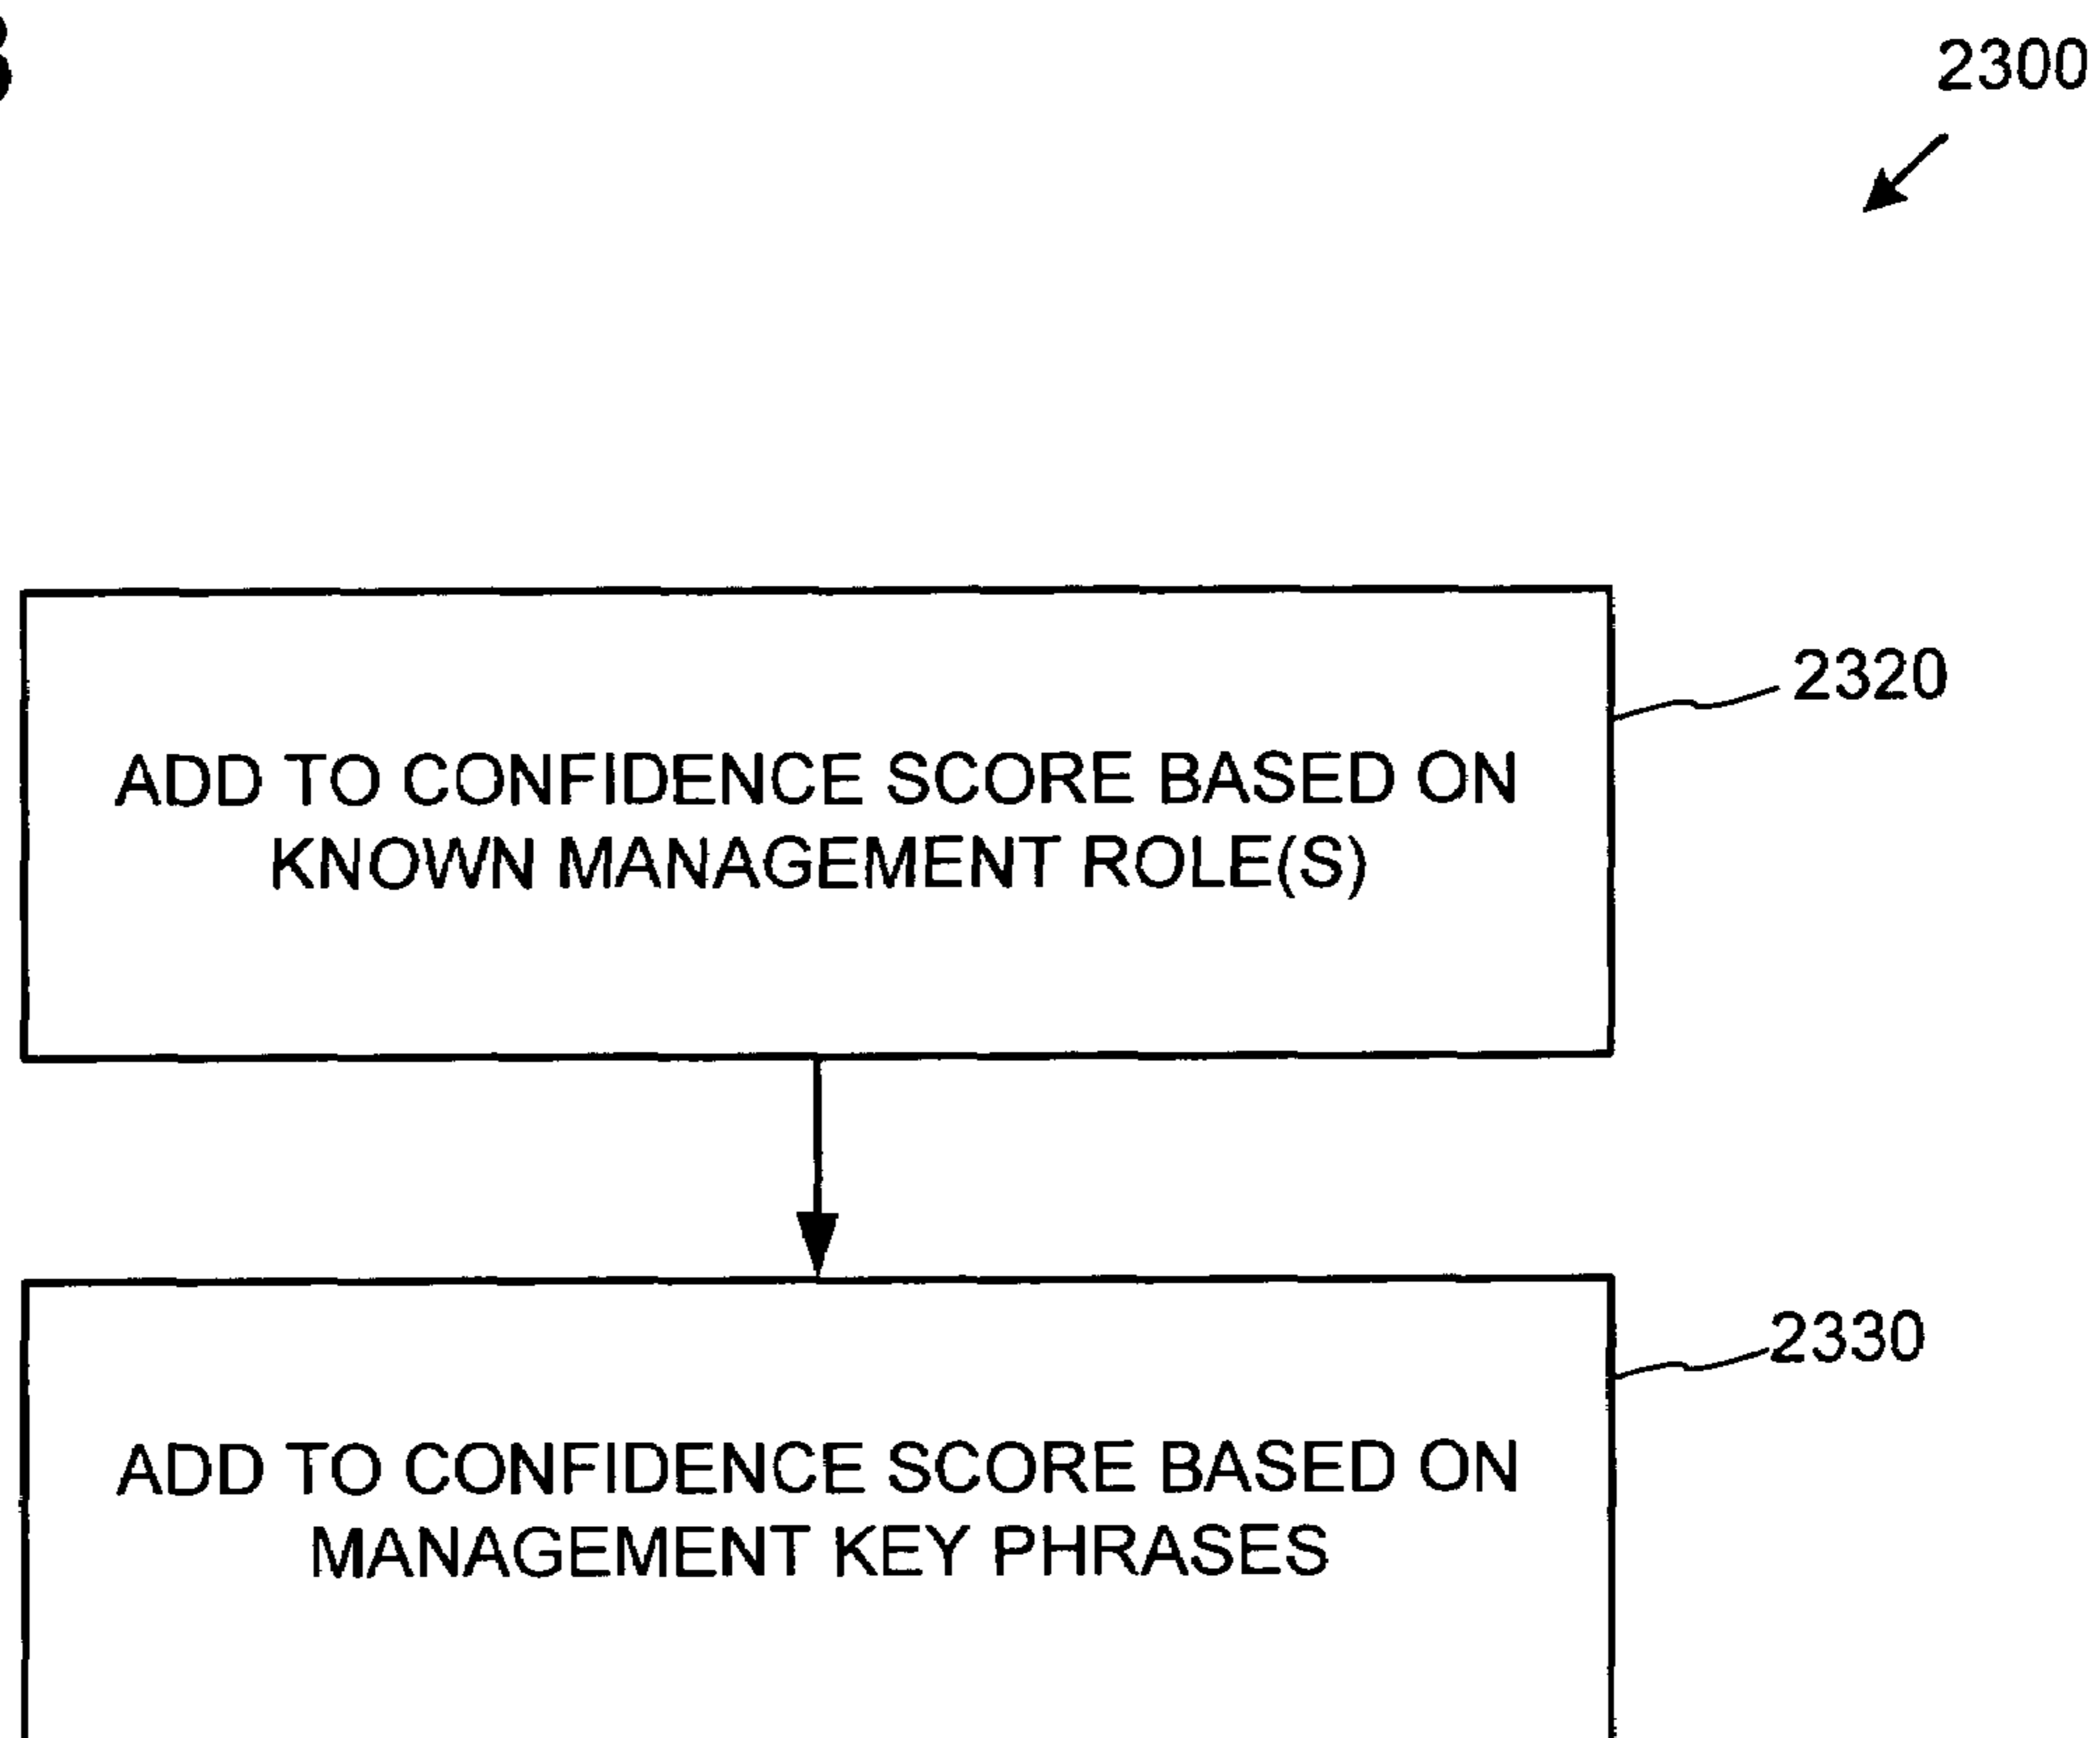 2300
2320
ADD TO CONFIDENCE SCORE BASED ON
KNOWN MANAGEMENT ROLE(S)
2330
ADD TO CONFIDENCE SCORE BASED ON
MANAGEMENT KEY PHRASES